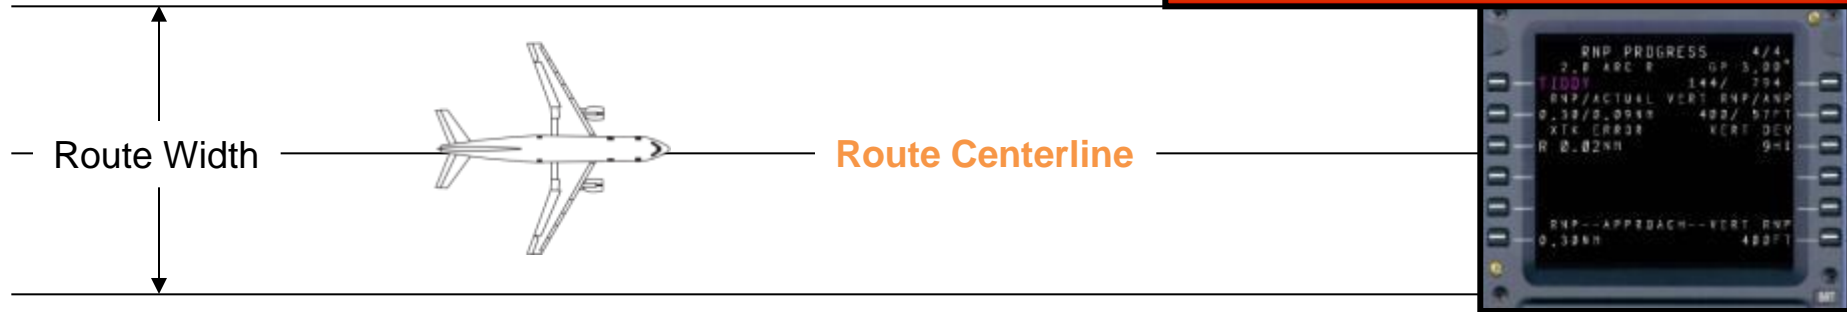 Route Width
Route Centerline
RNP PROGRESS 4/4
2.0 ARC R GP 3.00°
TIDDY 144/ 794
RNP/ACTUAL VERT RNP/ANP
0.30/0.09NM 400/ 57FT
XTK ERROR VERT DEV
R 0.02NM
RNP--APPROACH--VERT RNP
0.30NM 400FT